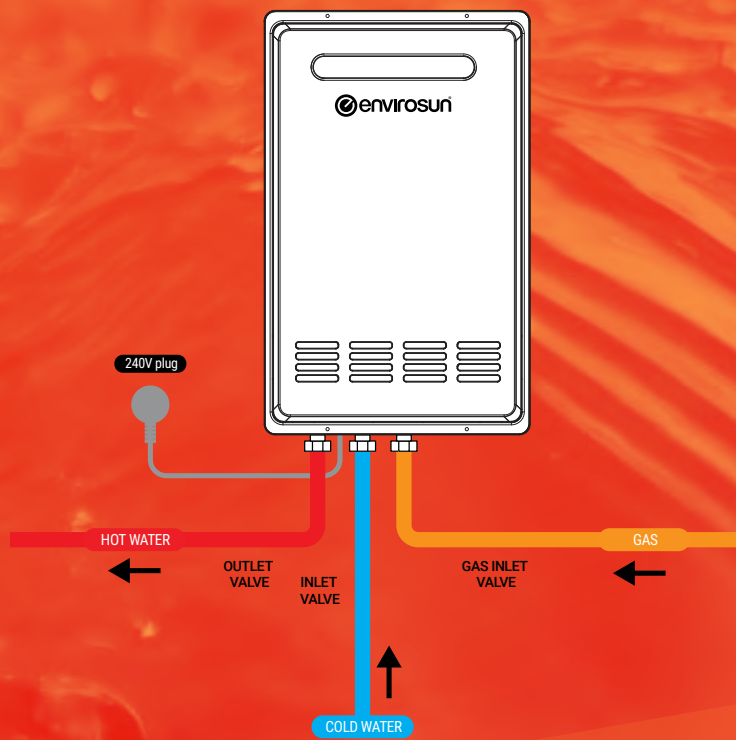 envirosun
240V plug
HOT WATER
GAS
OUTLET
VALVE
INLET
VALVE
GAS INLET
VALVE
COLD WATER